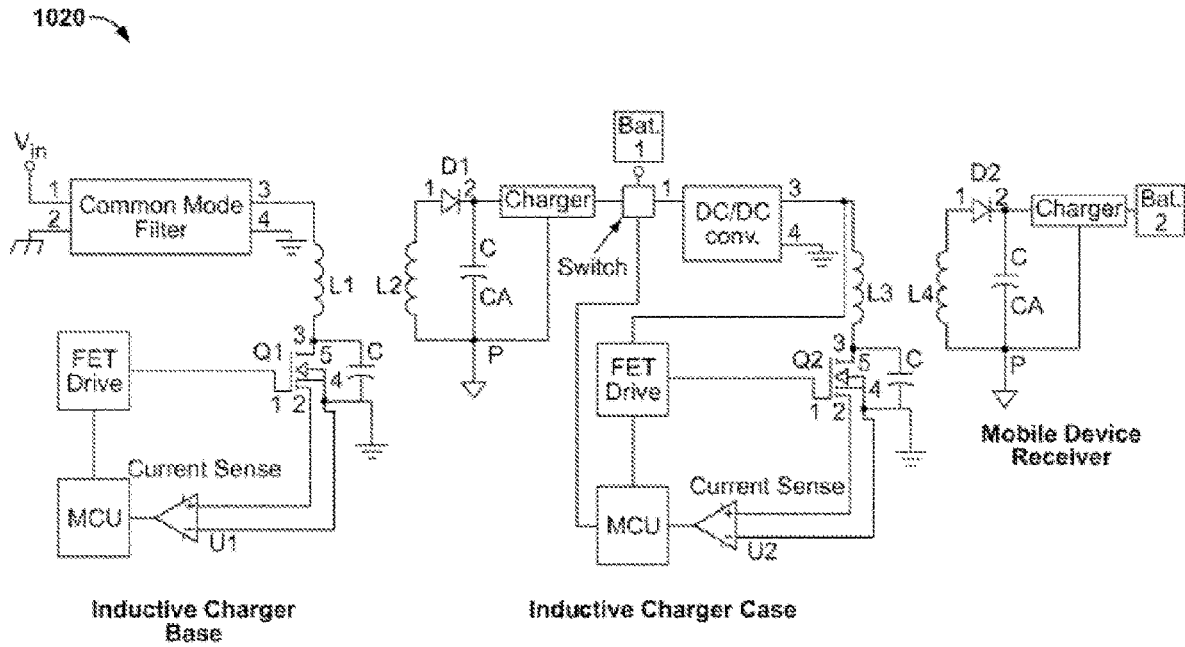 1020
Vin
1
2
Common Mode
Filter
3
4
L1
FET
Drive
Q1
3
5
4
1
2
C
Current Sense
MCU
U1
Inductive Charger
Base
L2
D1
1
2
C
CA
P
Charger
Bat.
1
Switch
1
DC/DC
conv.
3
4
L3
FET
Drive
Q2
3
5
4
1
2
C
Current Sense
MCU
U2
Inductive Charger Case
L4
D2
1
2
C
CA
P
Charger
Bat.
2
Mobile Device
Receiver